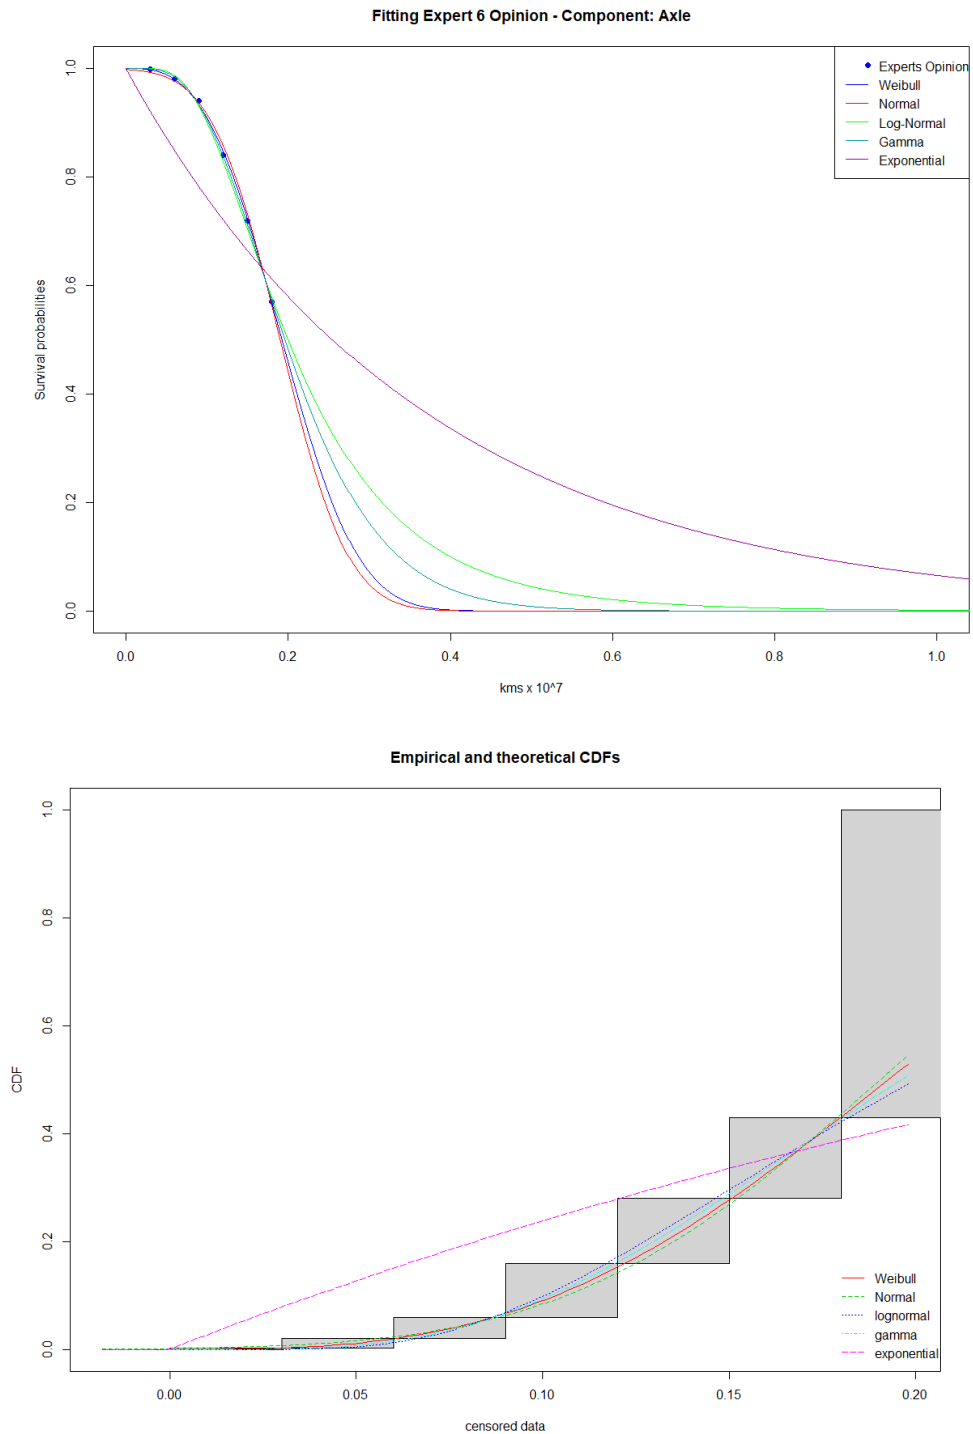 Fitting Expert 6 Opinion - Component: Axle
Experts Opinion
Weibull
Normal
Log-Normal
Gamma
Exponential
Survival probabilities
1.0
0.8
0.6
0.4
0.2
0.0
0.0 0.2 0.4 0.6 0.8 1.0
kms x 10^7
Empirical and theoretical CDFs
CDF
1.0
0.8
0.6
0.4
0.2
0.0
Weibull
Normal
lognormal
gamma
exponential
0.00 0.05 0.10 0.15 0.20
censored data